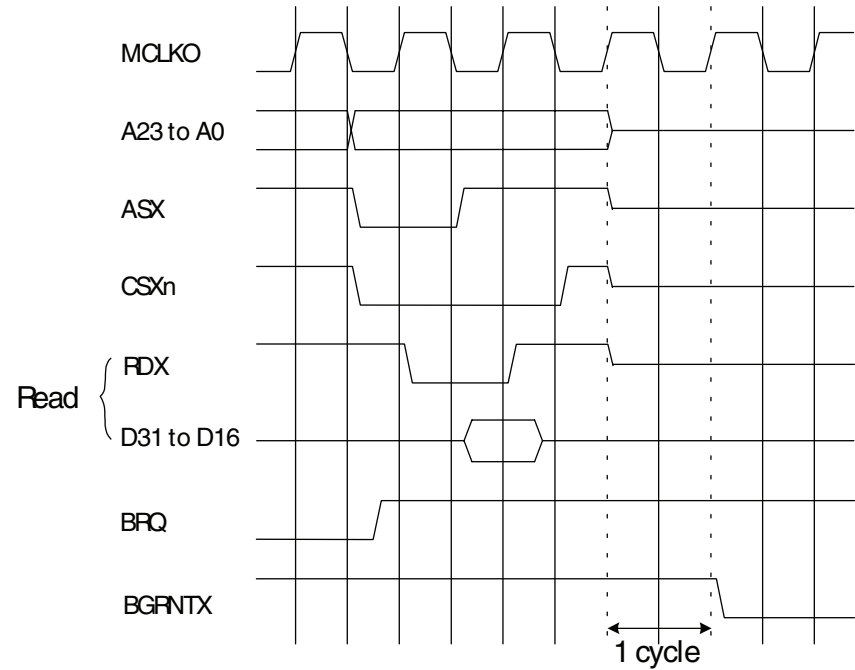 MCLKO
A23 to A0
ASX
CSXn
RDX
Read
D31 to D16
BRQ
BGRNTX
1 cycle